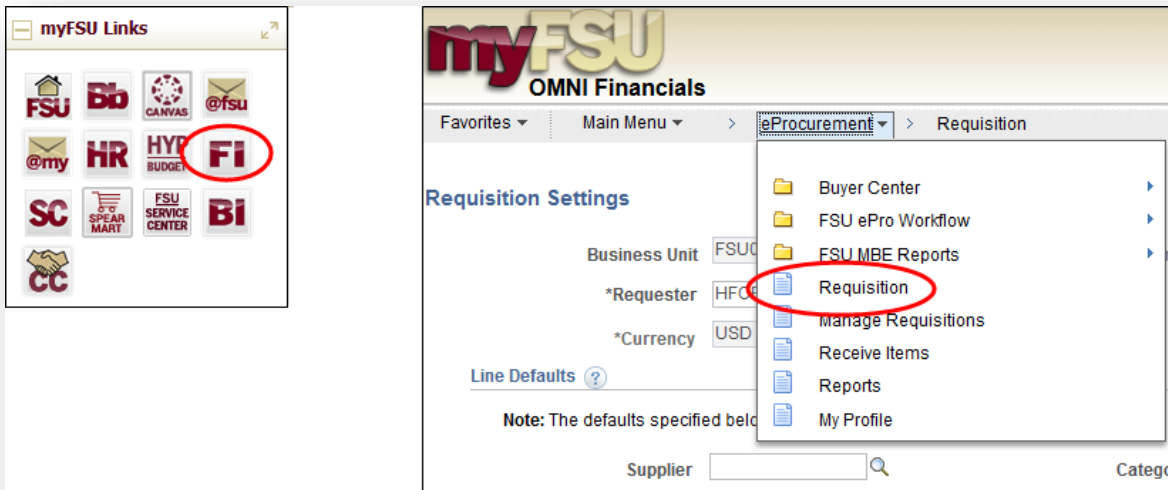 myFSU Links
FSU
Bb
CANVAS
@fsu
@my
HR
HYP
BUDGET
FI
SC
SPEAR
MART
FSU
SERVICE
CENTER
BI
CC
myFSU
OMNI Financials
Favorites
Main Menu
>
eProcurement
>
Requisition
Requisition Settings
Business Unit FSU0
*Requester
*Currency USD
Line Defaults ?
Note: The defaults specified
Supplier
Buyer Center
FSU ePro Workflow
FSU MBE Reports
Requisition
Manage Requisitions
Receive Items
Reports
My Profile